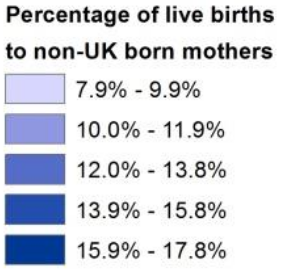 Percentage of live births
to non-UK born mothers
7.9% - 9.9%
10.0% - 11.9%
12.0% - 13.8%
13.9% - 15.8%
15.9% - 17.8%